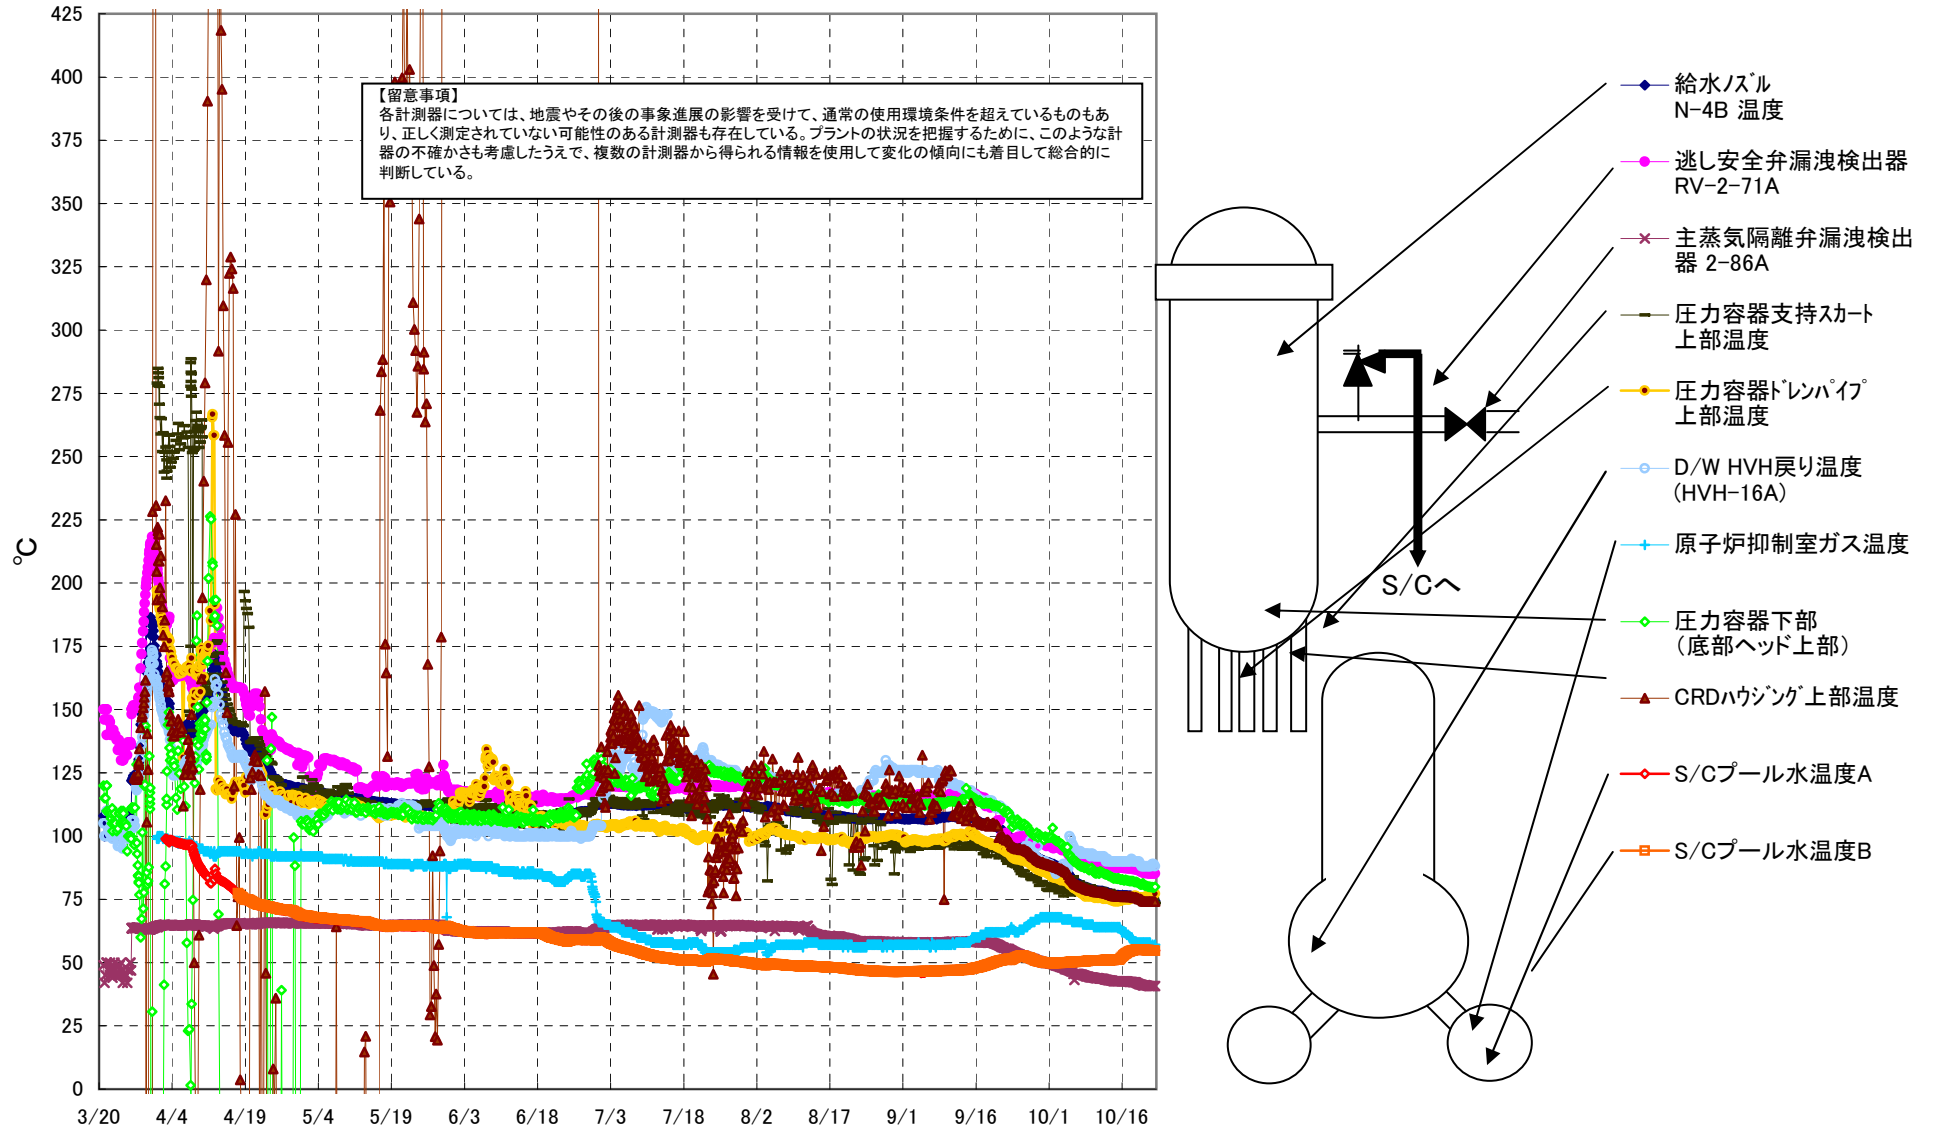 425
400
375
350
325
300
275
250
225
200
175
150
125
100
75
50
25
0
℃
3/20
4/4
4/19
5/4
5/19
6/3
6/18
7/3
7/18
8/2
8/17
9/1
9/16
10/1
10/16
【留意事項】
各計測器については、地震やその後の事象進展の影響を受けて、通常の使用環境条件を超えているものもあ
り、正しく測定されていない可能性のある計測器も存在している。プラントの状況を把握するために、このような計
器の不確かさも考慮したうえで、複数の計測器から得られる情報を使用して変化の傾向にも着目して総合的に
判断している。
S/Cへ
給水ノズル
N-4B 温度
逃し安全弁漏洩検出器
RV-2-71A
主蒸気隔離弁漏洩検出
器 2-86A
圧力容器支持スカート
上部温度
圧力容器ドレンパイプ
上部温度
D/W HVH戻り温度
(HVH-16A)
原子炉抑制室ガス温度
圧力容器下部
(底部ヘッド上部)
CRDハウジング上部温度
S/Cプール水温度A
S/Cプール水温度B